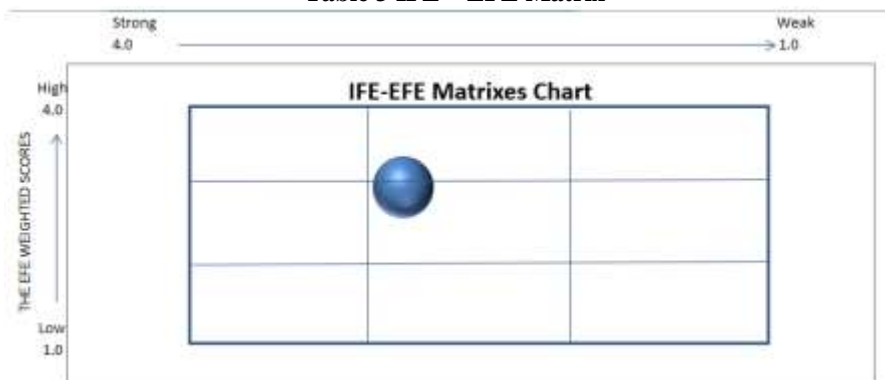 Strong
Weak
4.0
1.0
IFE-EFE Matrixes Chart
High
4.0
THE EFE WEIGHTED SCORES
Low
1.0